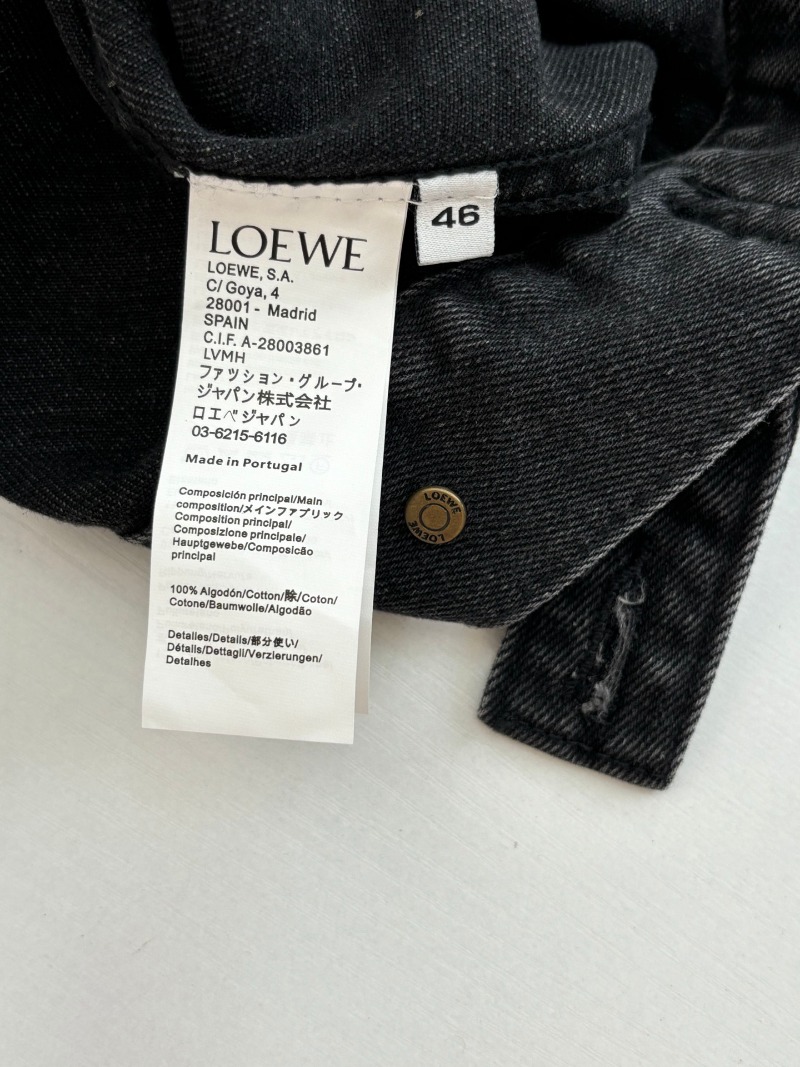 LOEWE
LOEWE, S.A.
C/ Goya, 4
28001 - Madrid
SPAIN
C.I.F. A-28003861
LVMH
ファッション・グループ・
ジャパン株式会社
ロエベジャパン
03-6215-6116
Made in Portugal
Composición principal/Main
composition/メインファブリック
Composition principal/
Composizione principale/
Hauptgewebe/Composicão
principal
100% Algodón/Cotton/除/Coton/
Cotone/Baumwolle/Algodão
Detalles/Details/部分使い/
Détails/Dettagli/Verzierungen/
Detalhes
46
LOEWE
LOEWE